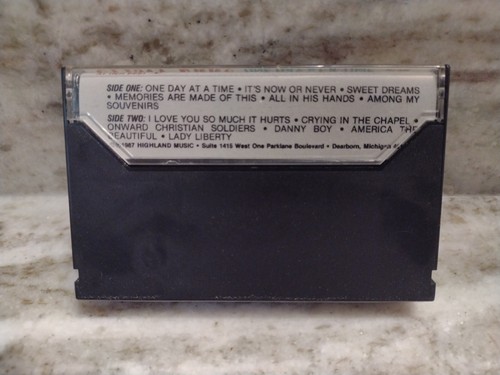 SIDE ONE: ONE DAY AT A TIME • IT'S NOW OR NEVER • SWEET DREAMS
• MEMORIES ARE MADE OF THIS • ALL IN HIS HANDS • AMONG MY
SOUVENIRS
SIDE TWO: I LOVE YOU SO MUCH IT HURTS • CRYING IN THE CHAPEL •
ONWARD CHRISTIAN SOLDIERS • DANNY BOY • AMERICA THE
BEAUTIFUL • LADY LIBERTY
1987 HIGHLAND MUSIC • Suite 1415 West One Parklane Boulevard • Dearborn, Michigan